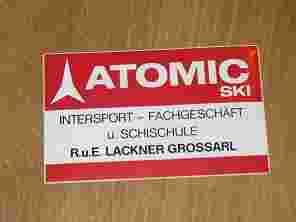 ATOMIC
SKI
INTERSPORT – FACHGESCHÄFT
u. SCHISCHULE
R.u.E. LACKNER GROSSARL